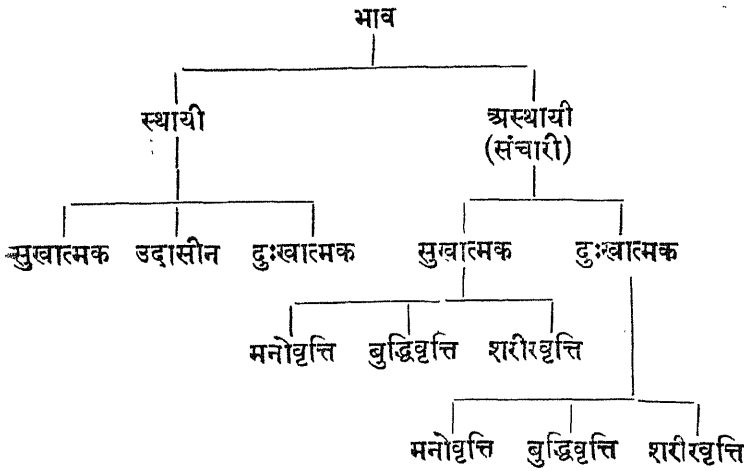 भाव
स्थायी अस्थायी
(संचारी)
सुखात्मक उदासीन दुःखात्मक सुखात्मक दुःखात्मक
मनोवृत्ति बुद्धिवृत्ति शरीरवृत्ति
मनोवृत्ति बुद्धिवृत्ति शरीरवृत्ति